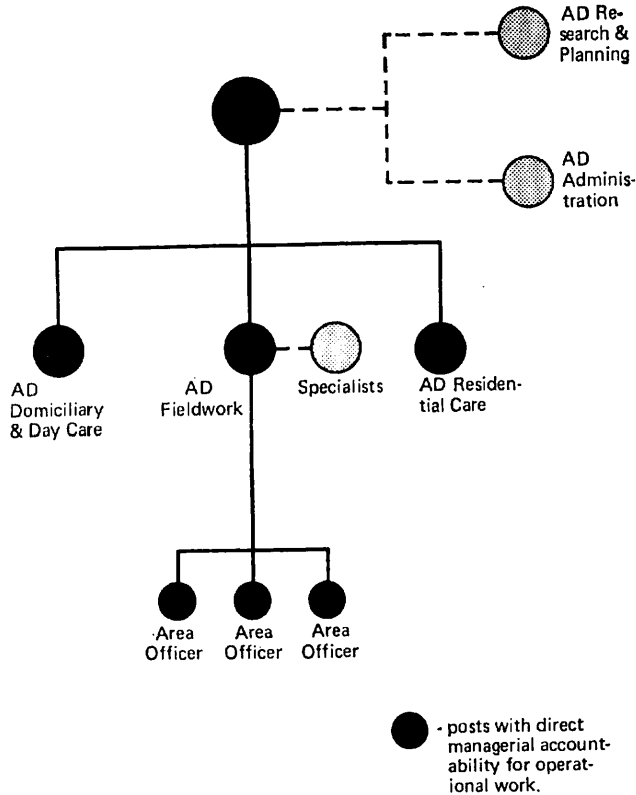 AD Re-
search &
Planning
AD
Adminis-
tration
AD
Domiciliary
& Day Care
AD
Fieldwork
Specialists
AD Residen-
tial Care
Area
Officer
Area
Officer
Area
Officer
- posts with direct
managerial account-
ability for operat-
ional work.